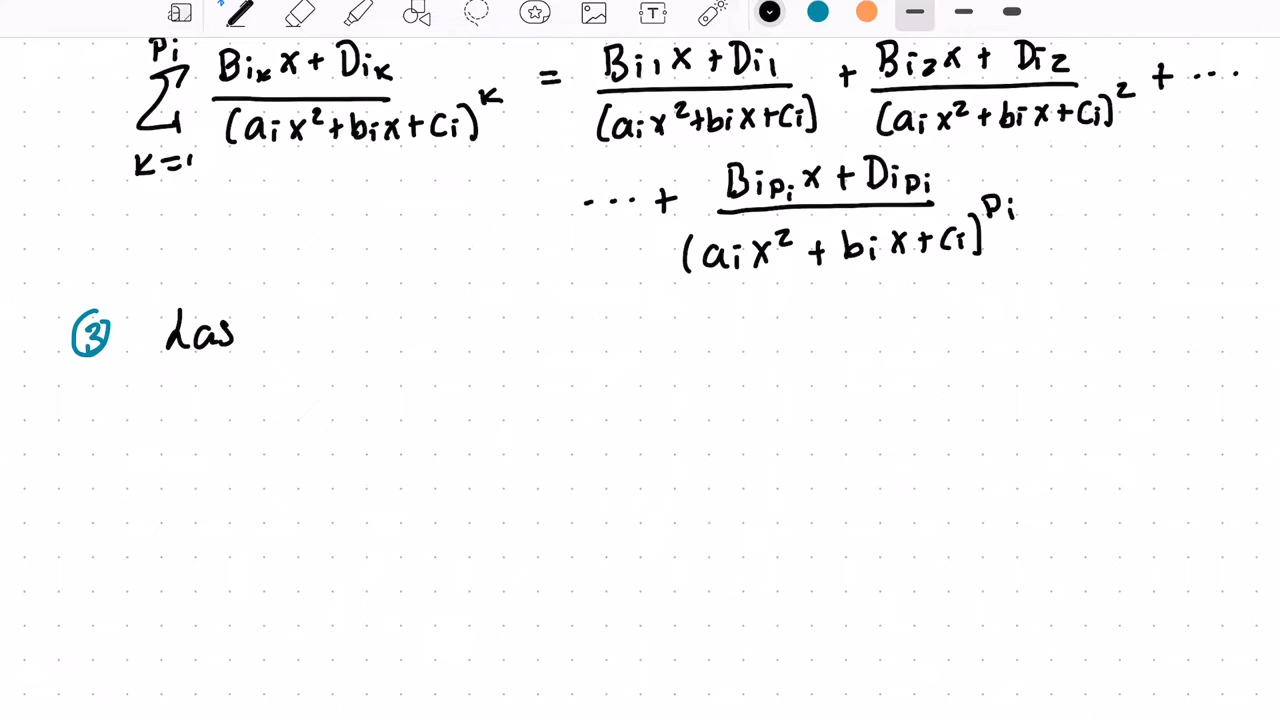 ∑_{k=1}^{Pi} (Bik x + Dik) / (ai x² + bi x + ci)^k = (Bi1 x + Di1) / (ai x² + bi x + ci) + (Bi2 x + Di2) / (ai x² + bi x + ci)² + ...
... + (Bipi x + Dipi) / (ai x² + bi x + ci)^Pi
③ Las